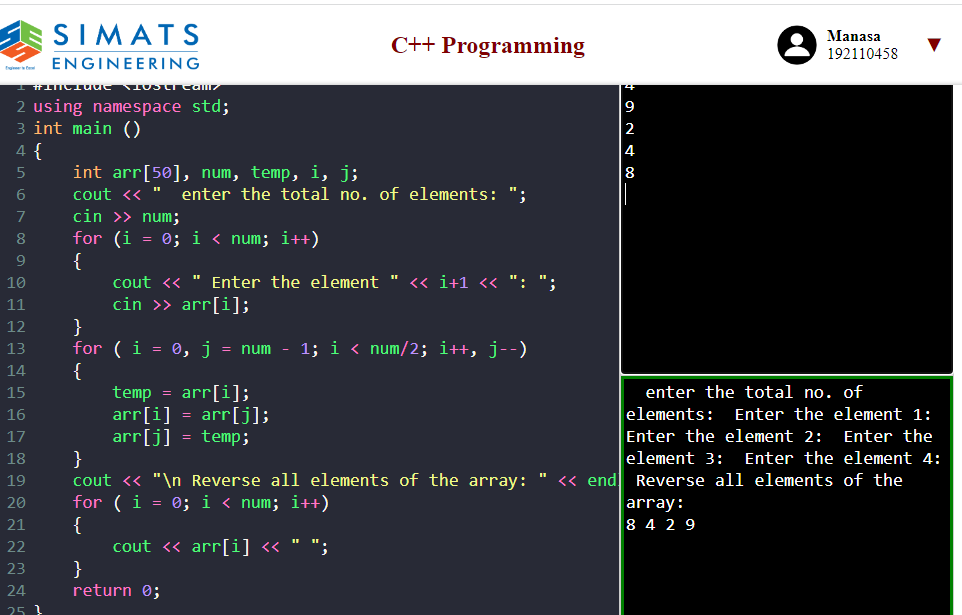 SIMATS
ENGINEERING
Engineer to Excel
C++ Programming
Manasa
192110458
1 #include <iostream>
2 using namespace std;
3 int main ()
4 {
5 int arr[50], num, temp, i, j;
6 cout << "  enter the total no. of elements: ";
7 cin >> num;
8 for (i = 0; i < num; i++)
9 {
10 cout << " Enter the element " << i+1 << ": ";
11 cin >> arr[i];
12 }
13 for ( i = 0, j = num - 1; i < num/2; i++, j--)
14 {
15 temp = arr[i];
16 arr[i] = arr[j];
17 arr[j] = temp;
18 }
19 cout << "\n Reverse all elements of the array: " << end
20 for ( i = 0; i < num; i++)
21 {
22 cout << arr[i] << " ";
23 }
24 return 0;
25 }
4
9
2
4
8
enter the total no. of
elements:  Enter the element 1:
Enter the element 2:  Enter the
element 3:  Enter the element 4:
Reverse all elements of the
array:
8 4 2 9